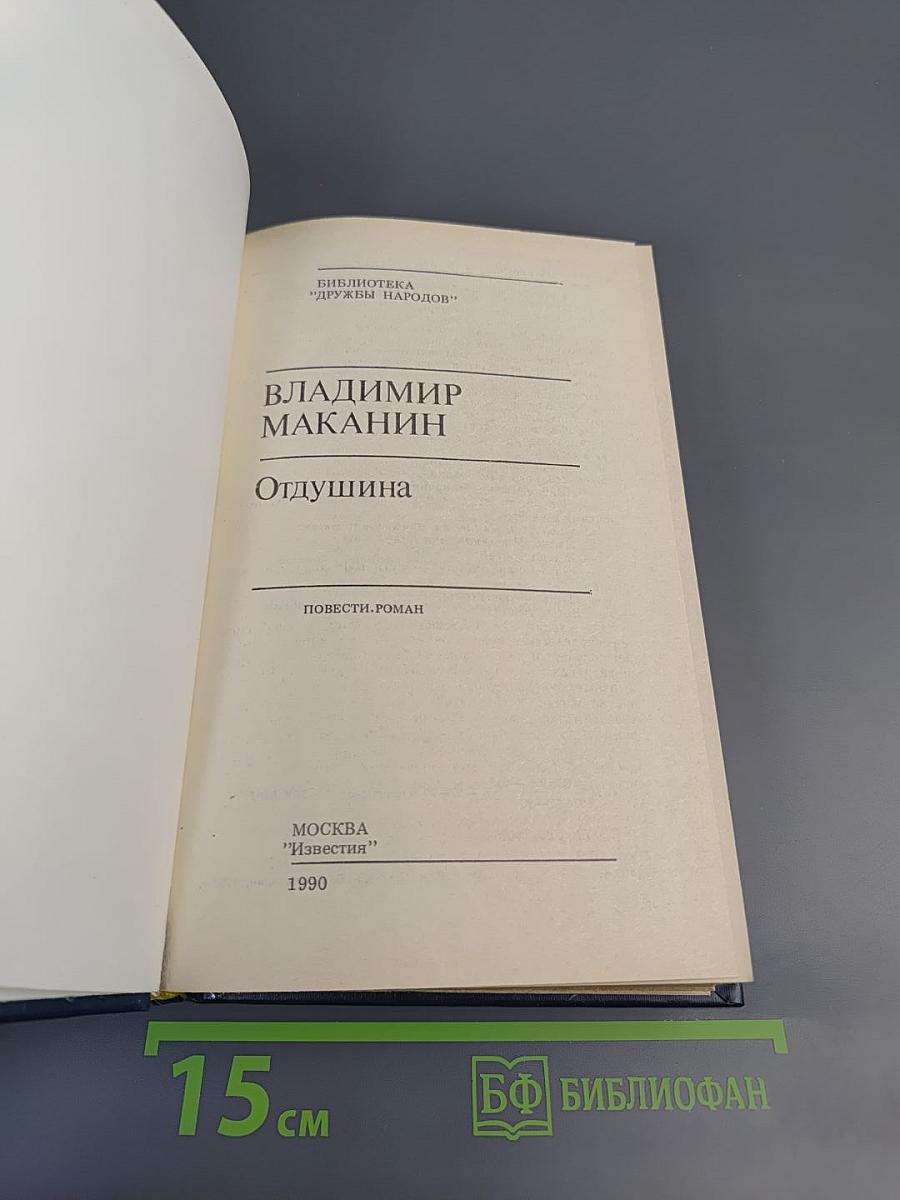 БИБЛИОТЕКА
"ДРУЖБЫ НАРОДОВ"
ВЛАДИМИР
МАКАНИН
Отдушина
ПОВЕСТИ.РОМАН
МОСКВА
"Известия"
1990
15 см
БФ БИБЛИОФАН